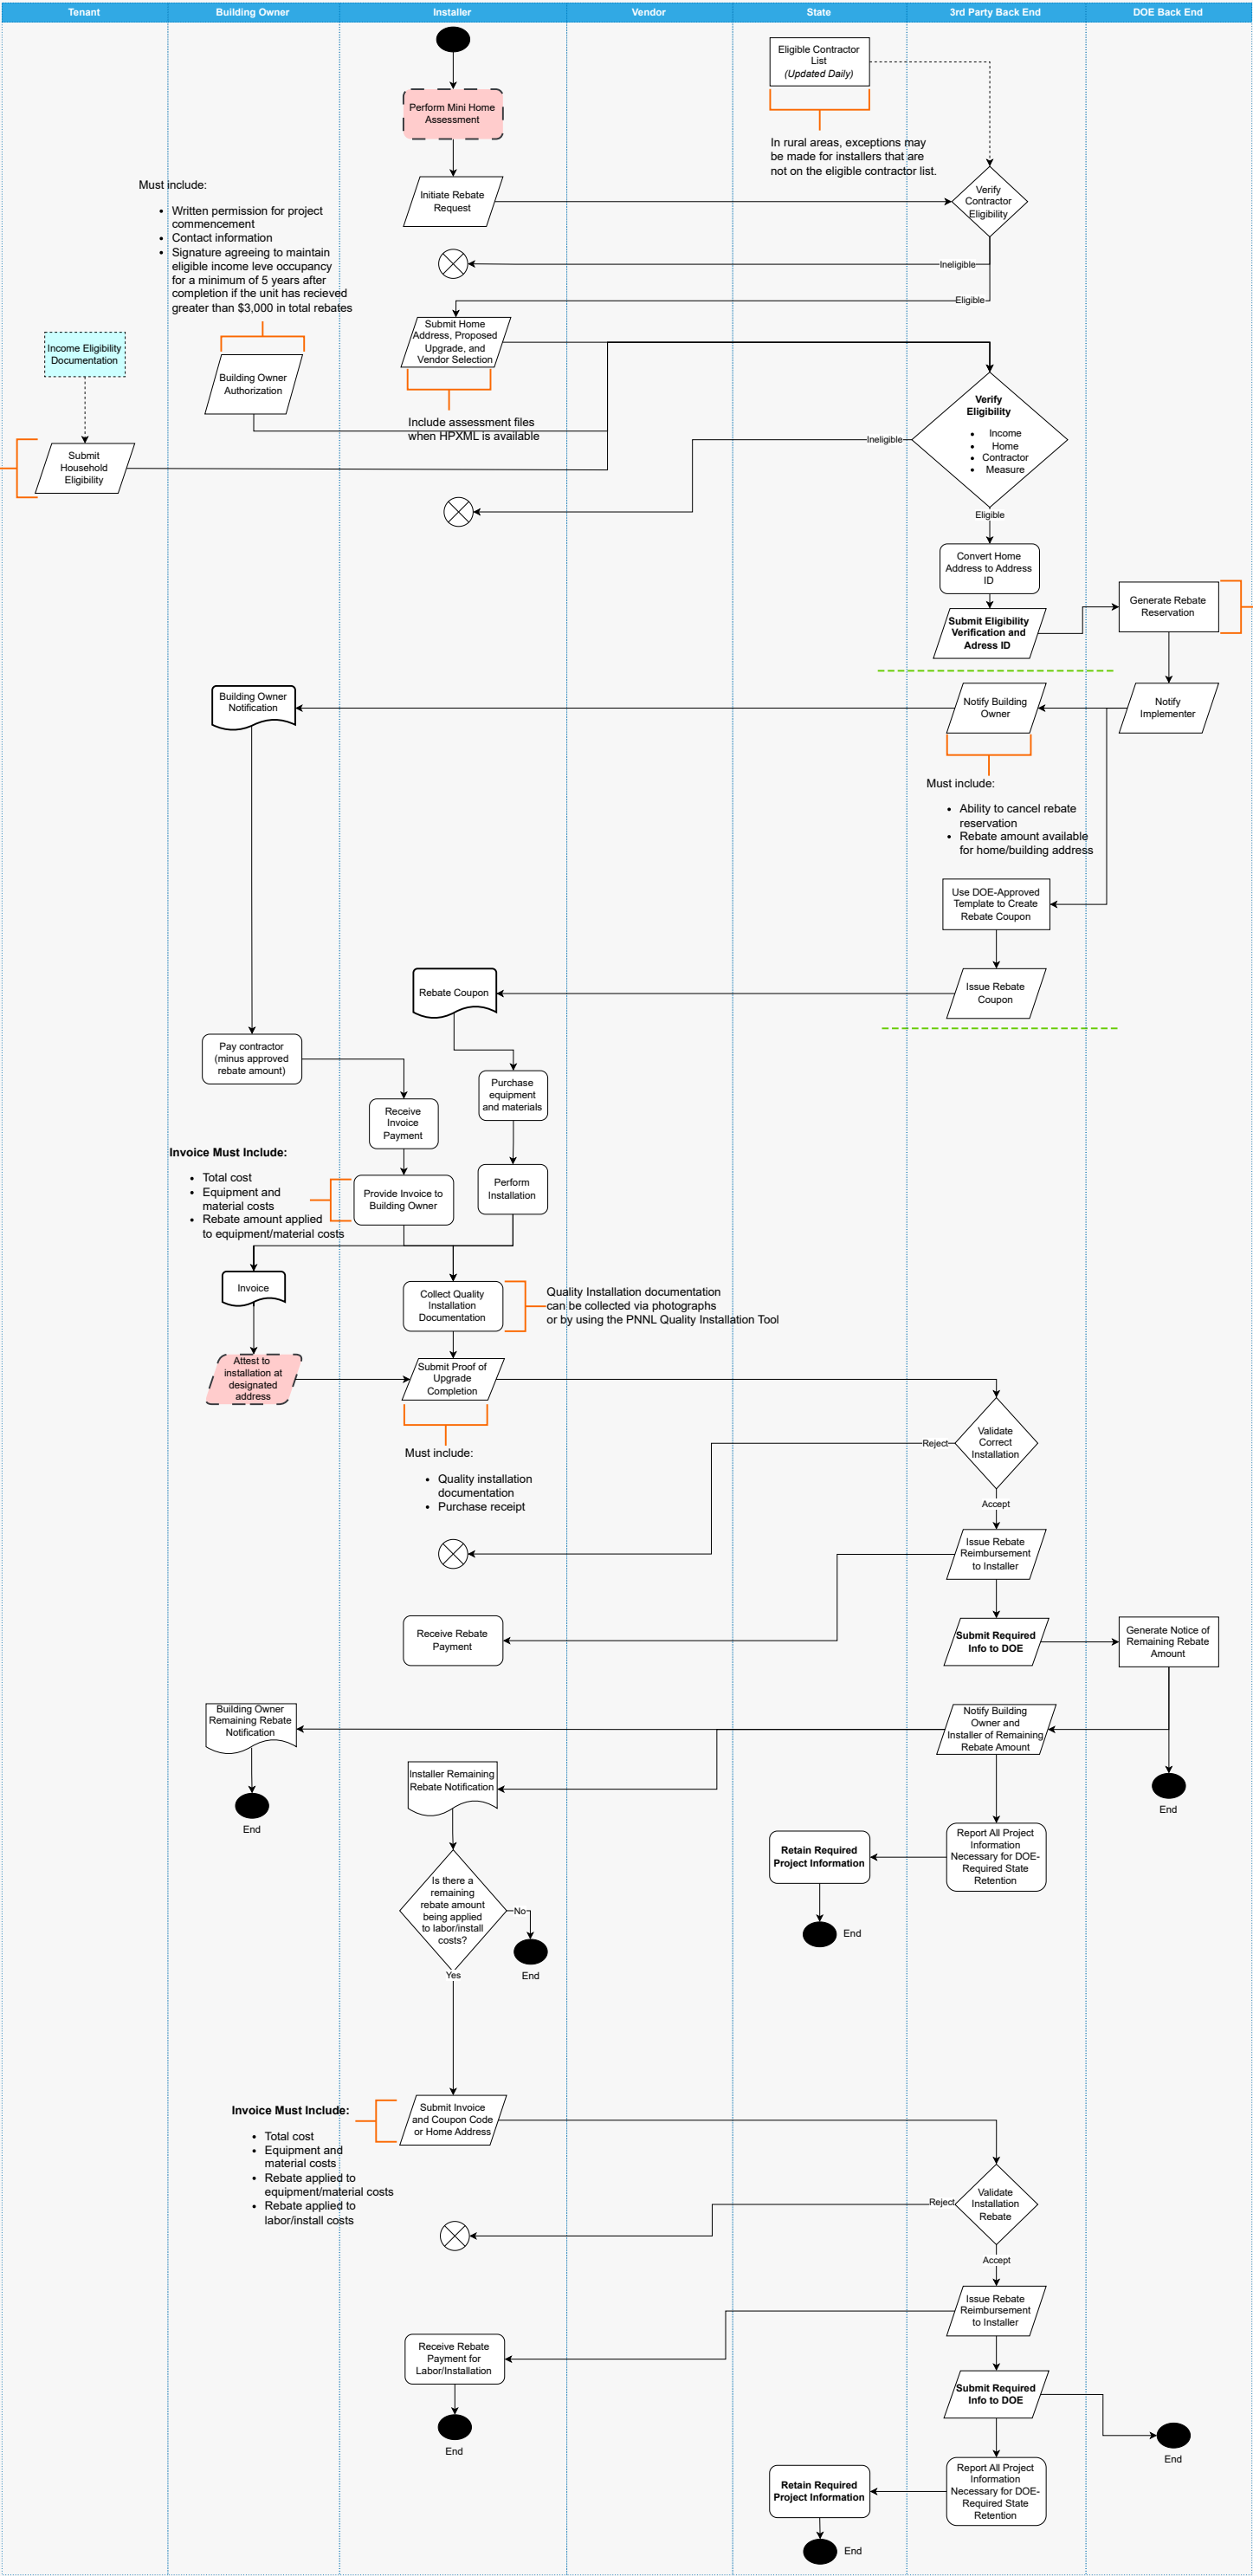 Tenant
Building Owner
Installer
Vendor
State
3rd Party Back End
DOE Back End
Eligible Contractor
List
(Updated Daily)
Perform Mini Home
Assessment
In rural areas, exceptions may
be made for installers that are
not on the eligible contractor list.
Initiate Rebate
Request
Verify
Contractor
Eligibility
Must include:
• Written permission for project
commencement
• Contact information
• Signature agreeing to maintain
eligible income leve occupancy
for a minimum of 5 years after
completion if the unit has recieved
greater than $3,000 in total rebates
Ineligible
Eligible
Submit Home
Address, Proposed
Upgrade, and
Vendor Selection
Income Eligibility
Documentation
Building Owner
Authorization
Include assessment files
when HPXML is available
Verify
Eligibility
• Income
• Home
• Contractor
• Measure
Ineligible
Submit
Household
Eligibility
Eligible
Convert Home
Address to Address
ID
Generate Rebate
Reservation
Submit Eligibility
Verification and
Adress ID
Building Owner
Notification
Notify Building
Owner
Notify
Implementer
Must include:
• Ability to cancel rebate
reservation
• Rebate amount available
for home/building address
Use DOE-Approved
Template to Create
Rebate Coupon
Rebate Coupon
Issue Rebate
Coupon
Pay contractor
(minus approved
rebate amount)
Purchase
equipment
and materials
Receive
Invoice
Payment
Invoice Must Include:
• Total cost
• Equipment and
material costs
• Rebate amount applied
to equipment/material costs
Provide Invoice to
Building Owner
Perform
Installation
Invoice
Collect Quality
Installation
Documentation
Quality Installation documentation
can be collected via photographs
or by using the PNNL Quality Installation Tool
Attest to
installation at
designated
address
Submit Proof of
Upgrade
Completion
Must include:
• Quality installation
documentation
• Purchase receipt
Validate
Correct
Installation
Reject
Accept
Issue Rebate
Reimbursement
to Installer
Receive Rebate
Payment
Submit Required
Info to DOE
Generate Notice of
Remaining Rebate
Amount
Building Owner
Remaining Rebate
Notification
Notify Building
Owner and
Installer of Remaining
Rebate Amount
Installer Remaining
Rebate Notification
End
End
Retain Required
Project Information
Report All Project
Information
Necessary for DOE-
Required State
Retention
Is there a
remaining
rebate amount
being applied
to labor/install
costs?
No
End
End
Yes
Invoice Must Include:
• Total cost
• Equipment and
material costs
• Rebate applied to
equipment/material costs
• Rebate applied to
labor/install costs
Submit Invoice
and Coupon Code
or Home Address
Validate
Installation
Rebate
Reject
Accept
Issue Rebate
Reimbursement
to Installer
Receive Rebate
Payment for
Labor/Installation
Submit Required
Info to DOE
End
End
Retain Required
Project Information
Report All Project
Information
Necessary for DOE-
Required State
Retention
End